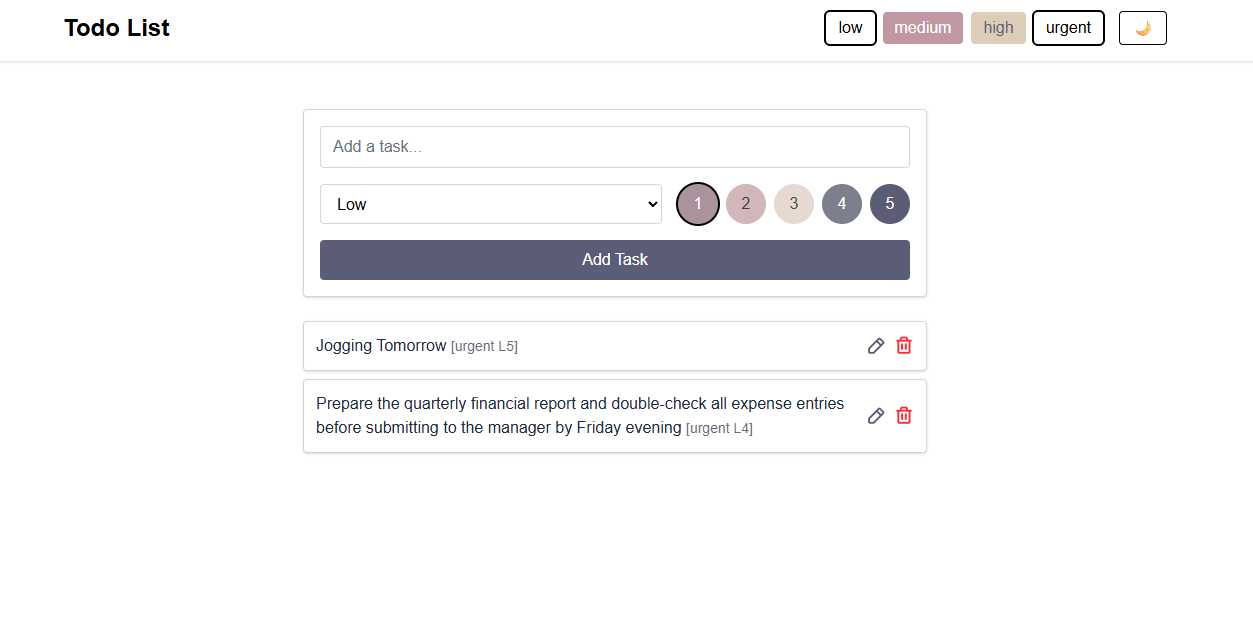 Todo List
low medium high urgent 🌙
Add a task...
Low 1 2 3 4 5
Add Task
Jogging Tomorrow [urgent L5]
Prepare the quarterly financial report and double-check all expense entries
before submitting to the manager by Friday evening [urgent L4]